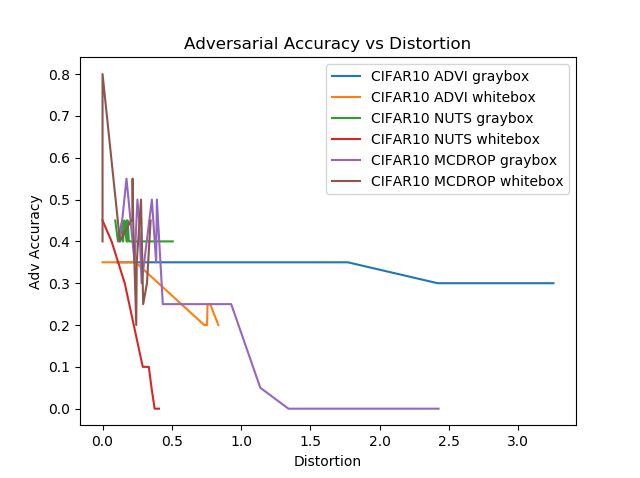 Adversarial Accuracy vs Distortion
CIFAR10 ADVI graybox
CIFAR10 ADVI whitebox
CIFAR10 NUTS graybox
CIFAR10 NUTS whitebox
CIFAR10 MCDROP graybox
CIFAR10 MCDROP whitebox
Adv Accuracy
0.8
0.7
0.6
0.5
0.4
0.3
0.2
0.1
0.0
0.0 0.5 1.0 1.5 2.0 2.5 3.0
Distortion